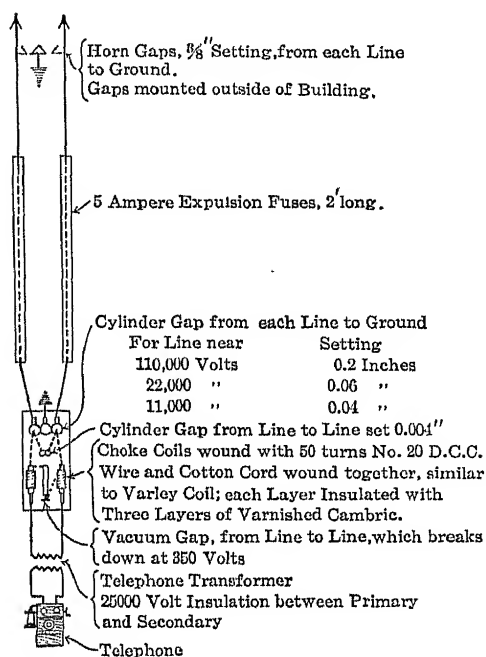 Horn Gaps, 5/8" Setting, from each Line
to Ground.
Gaps mounted outside of Building.
5 Ampere Expulsion Fuses, 2' long.
Cylinder Gap from each Line to Ground
For Line near Setting
110,000 Volts 0.2 Inches
22,000 " 0.06 "
11,000 " 0.04 "
Cylinder Gap from Line to Line set 0.004"
Choke Coils wound with 50 turns No. 20 D.C.C.
Wire and Cotton Cord wound together, similar
to Varley Coil; each Layer Insulated with
Three Layers of Varnished Cambric.
Vacuum Gap, from Line to Line, which breaks
down at 350 Volts
Telephone Transformer
25000 Volt Insulation between Primary
and Secondary
Telephone